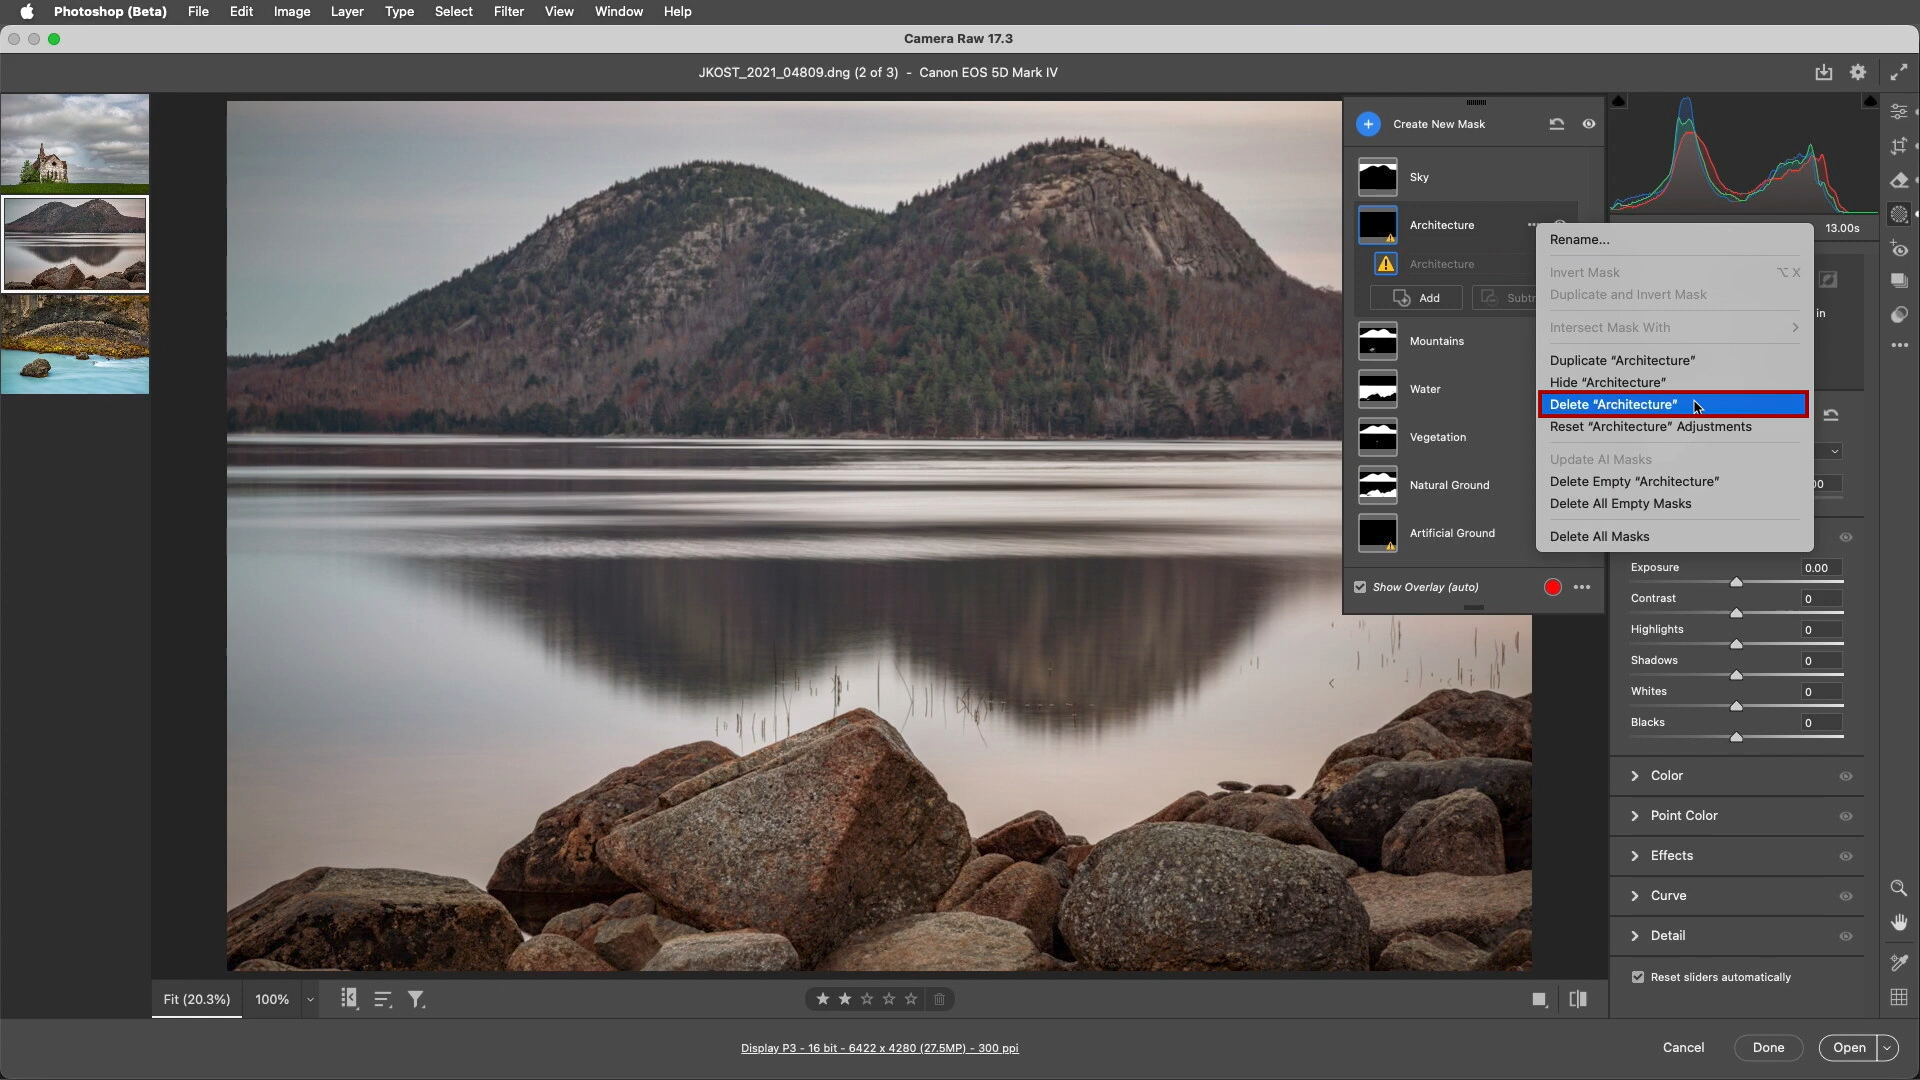 Photoshop (Beta) File Edit Image Layer Type Select Filter View Window Help
Camera Raw 17.3
JKOST_2021_04809.dng (2 of 3) - Canon EOS 5D Mark IV
Create New Mask
Sky
Architecture
Architecture
Add
Mountains
Water
Vegetation
Natural Ground
Artificial Ground
Show Overlay (auto)
13.00s
in
Rename...
Invert Mask ⌥ X
Duplicate and Invert Mask
Intersect Mask With
Duplicate “Architecture”
Hide “Architecture”
Delete “Architecture”
Reset “Architecture” Adjustments
Update AI Masks
Delete Empty “Architecture”
Delete All Empty Masks
Delete All Masks
Exposure 0.00
Contrast 0
Highlights 0
Shadows 0
Whites 0
Blacks 0
Color
Point Color
Effects
Curve
Detail
Reset sliders automatically
Fit (20.3%) 100%
Display P3 - 16 bit - 6422 x 4280 (27.5MP) - 300 ppi
Cancel Done Open